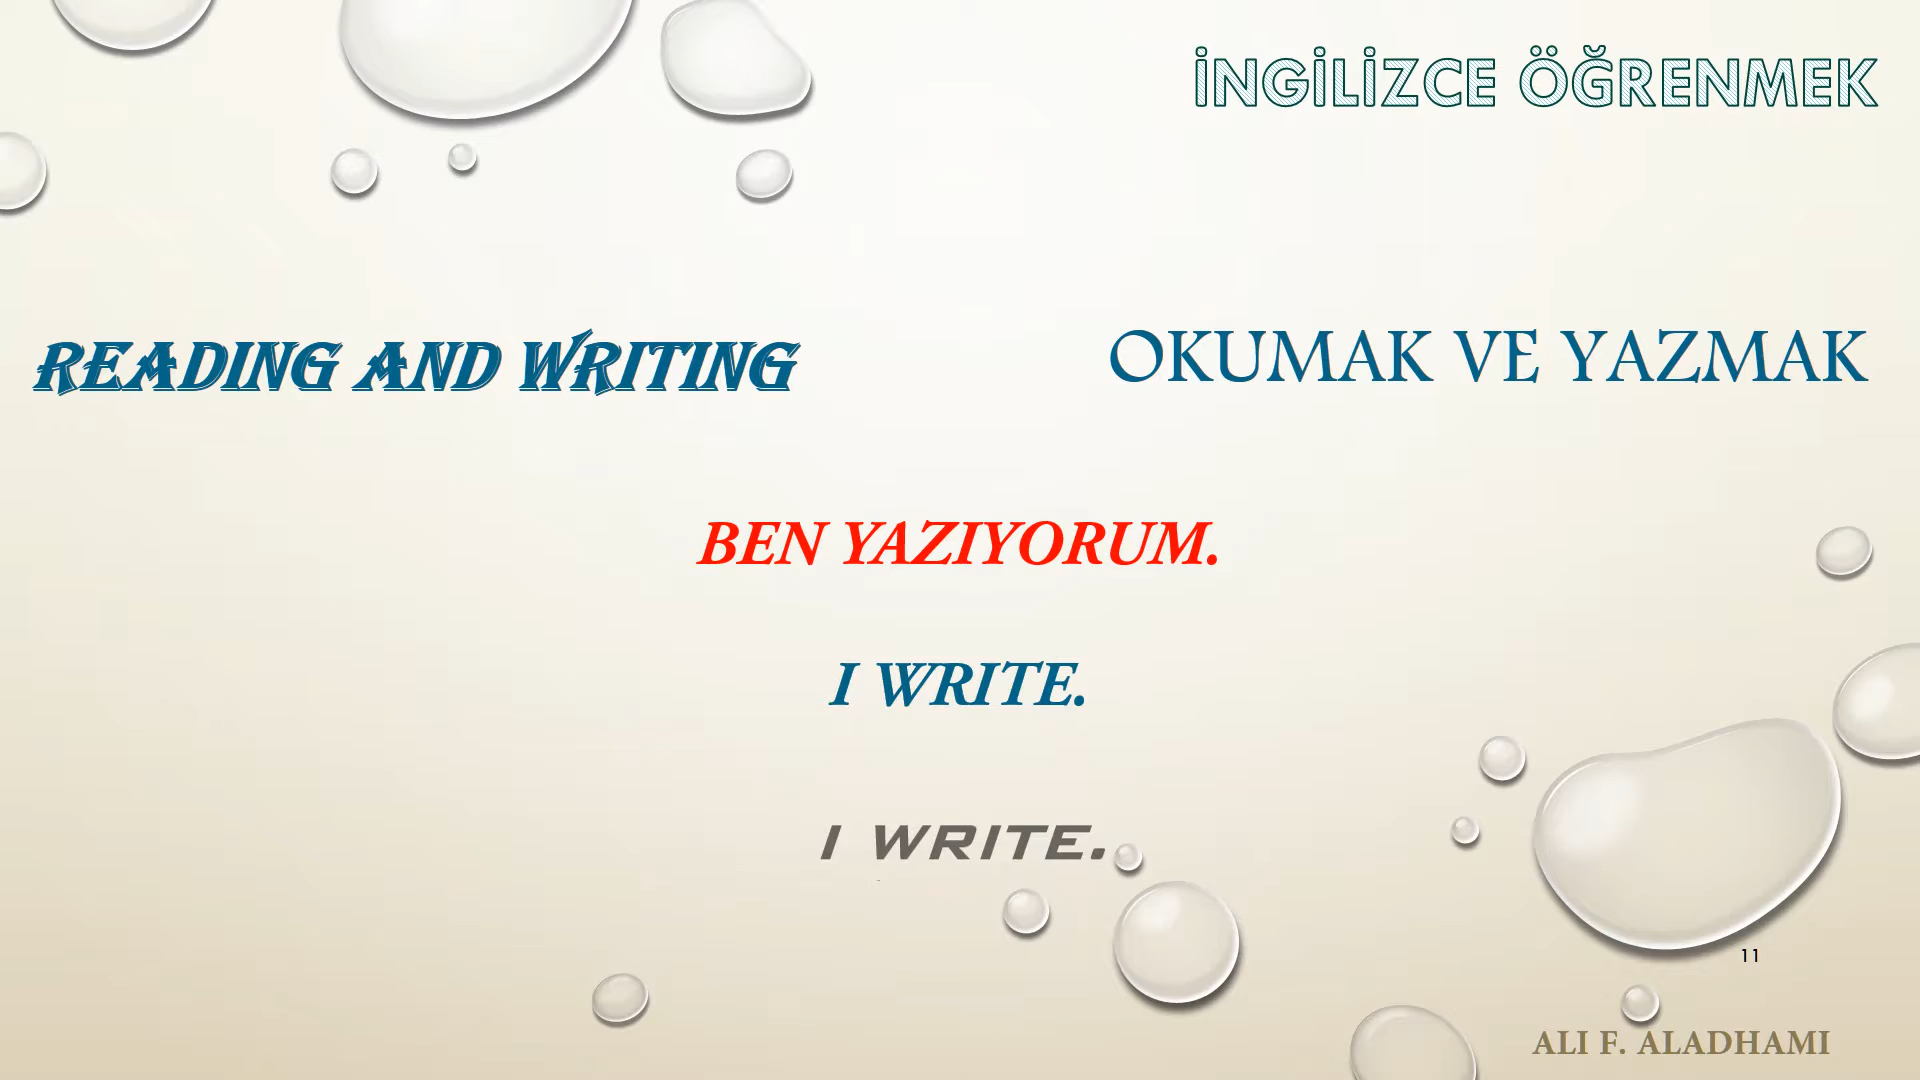 İNGİLİZCE ÖĞRENMEK
READING AND WRITING
OKUMAK VE YAZMAK
BEN YAZIYORUM.
I WRITE.
I WRITE.
11
ALI F. ALADHAMI